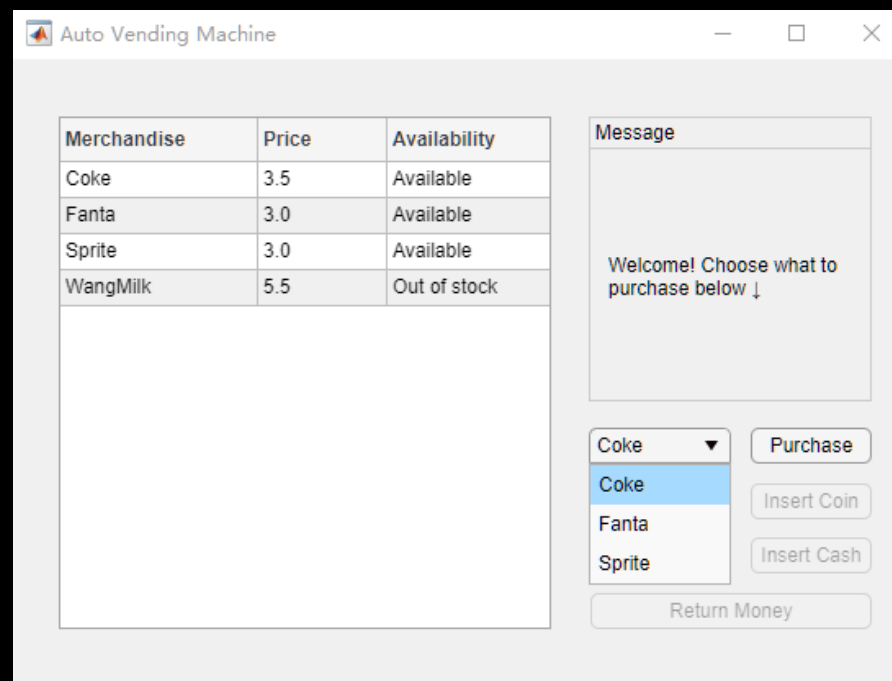 Auto Vending Machine
Merchandise Price Availability
Coke 3.5 Available
Fanta 3.0 Available
Sprite 3.0 Available
WangMilk 5.5 Out of stock
Message
Welcome! Choose what to
purchase below ↓
Coke ▼ Purchase
Coke
Fanta
Sprite
Insert Coin
Insert Cash
Return Money